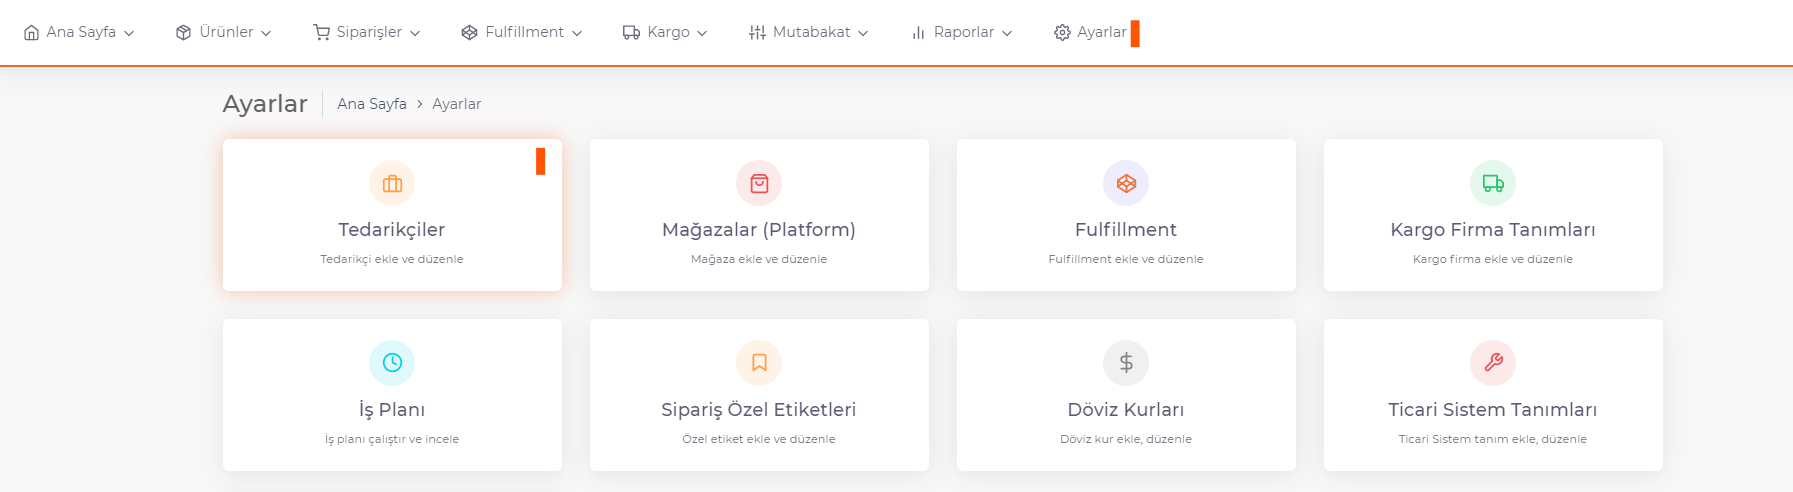 Ana Sayfa Ürünler Siparişler Fulfillment Kargo Mutabakat Raporlar Ayarlar
Ayarlar Ana Sayfa > Ayarlar
Tedarikçiler
Tedarikçi ekle ve düzenle
Mağazalar (Platform)
Mağaza ekle ve düzenle
Fulfillment
Fulfillment ekle ve düzenle
Kargo Firma Tanımları
Kargo firma ekle ve düzenle
İş Planı
İş planı çalıştır ve incele
Sipariş Özel Etiketleri
Özel etiket ekle ve düzenle
Döviz Kurları
Döviz kur ekle, düzenle
Ticari Sistem Tanımları
Ticari Sistem tanım ekle, düzenle